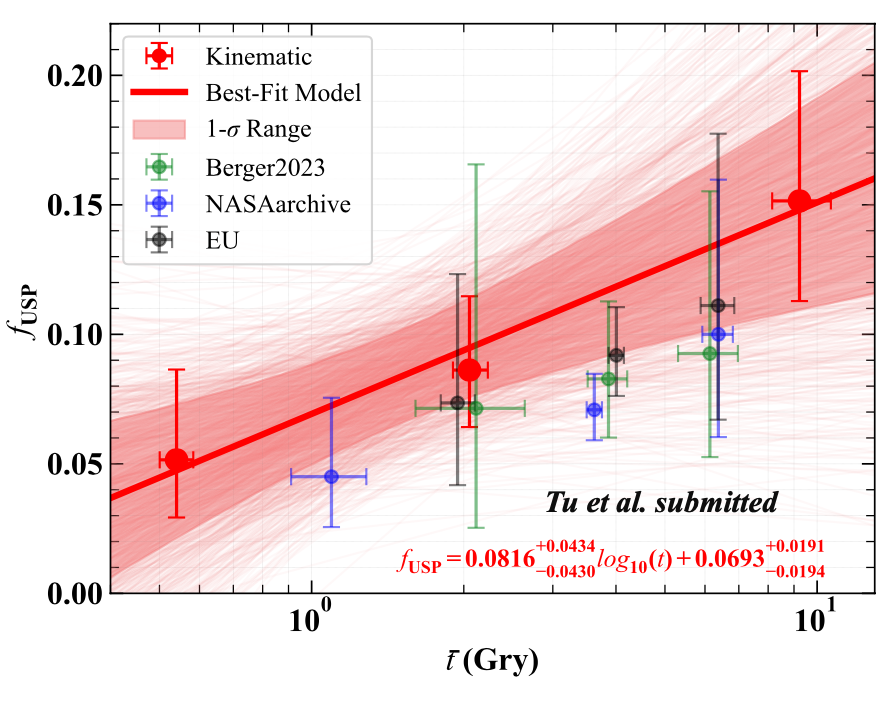 Kinematic
Best-Fit Model
1-σ Range
Berger2023
NASAarchive
EU
0.20
0.15
0.10
0.05
0.00
f_USP
Tu et al. submitted
f_USP = 0.0816^{+0.0434}_{−0.0430} log_10(t) + 0.0693^{+0.0191}_{−0.0194}
10^0
10^1
t̄ (Gry)